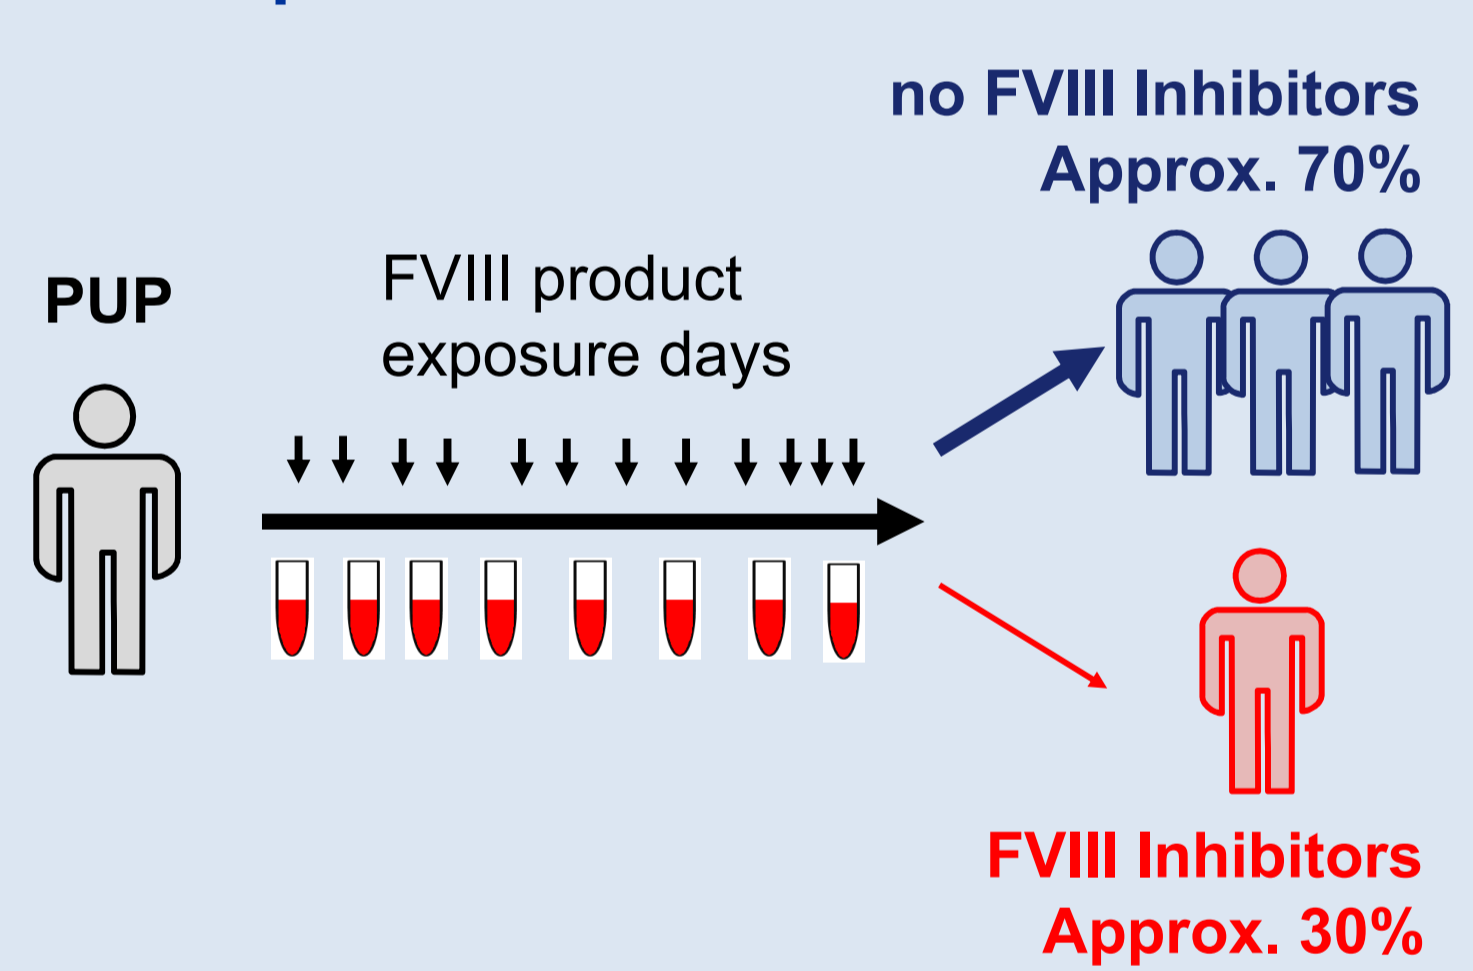 no FVIII Inhibitors
Approx. 70%
PUP
FVIII product
exposure days
FVIII Inhibitors
Approx. 30%